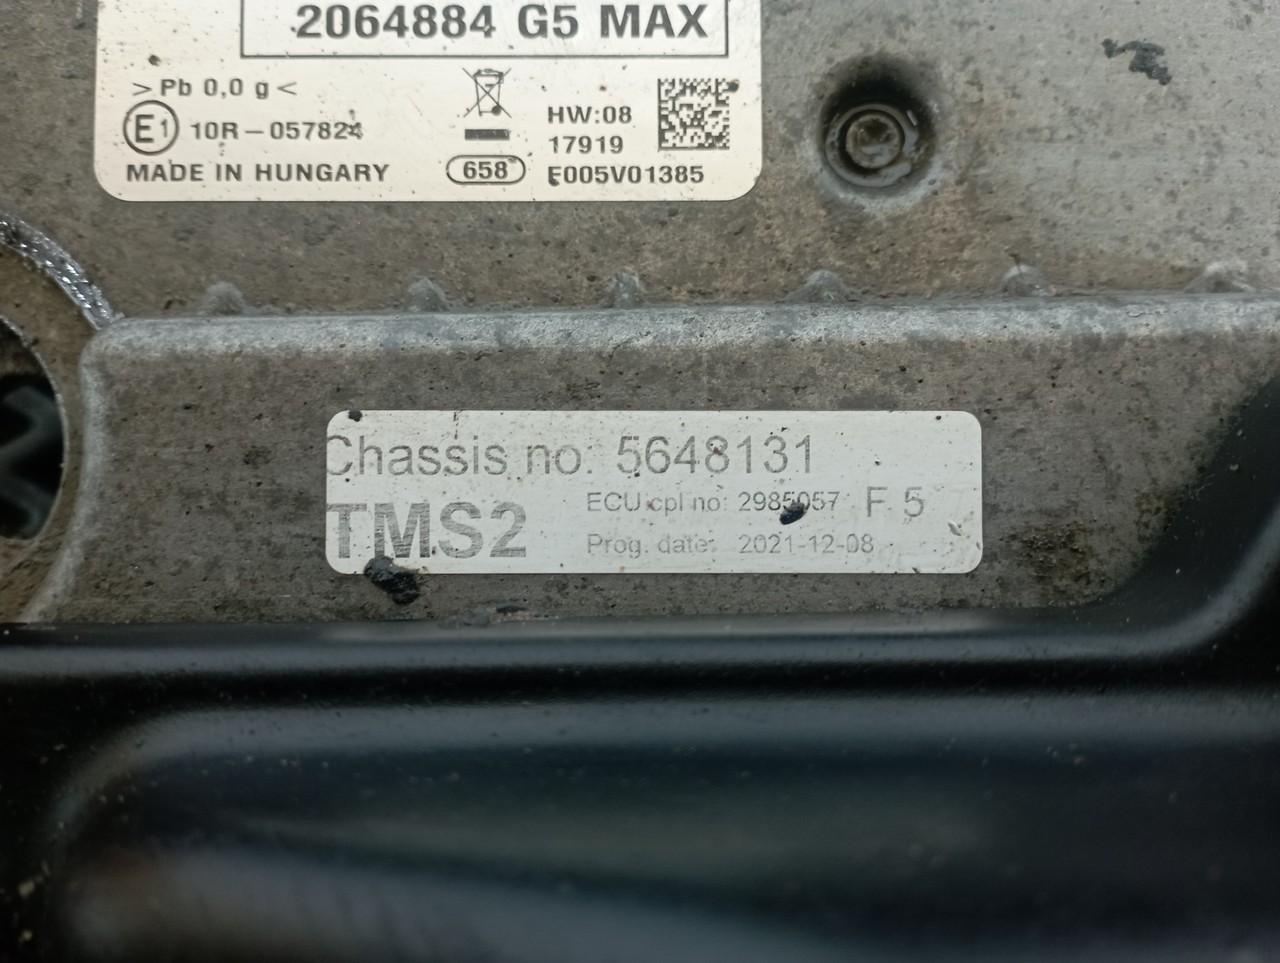 2064884 G5 MAX
>Pb 0,0 g<
E1 10R-057824
MADE IN HUNGARY
658
HW:08
17919
E005V01385
Chassis no: 5648131
TMS2
ECU cpl no: 2985057 F 5
Prog. date: 2021-12-08